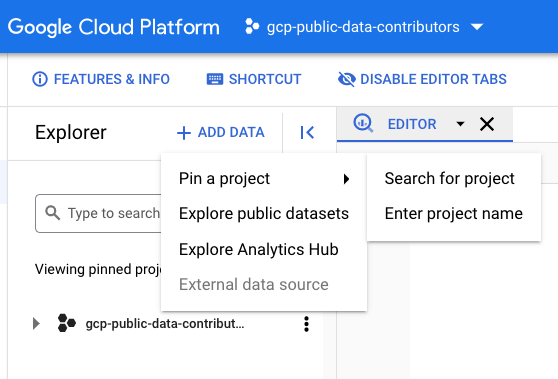 Google Cloud Platform
gcp-public-data-contributors
FEATURES & INFO
SHORTCUT
DISABLE EDITOR TABS
Explorer
ADD DATA
EDITOR
Pin a project
Search for project
Explore public datasets
Enter project name
Explore Analytics Hub
External data source
Type to search
Viewing pinned proj
gcp-public-data-contribut...